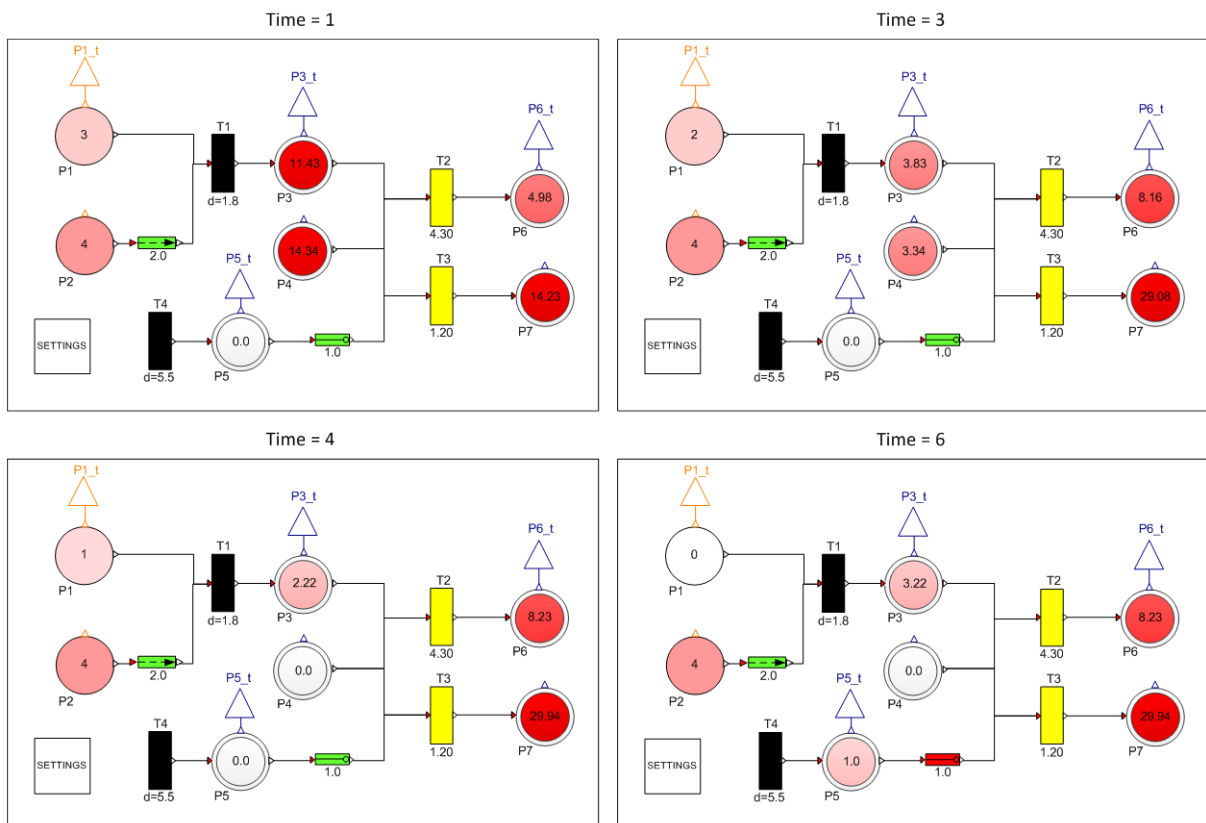 Time = 1
P1_t
3
P1
4
P2
2.0
T1
d=1.8
P3_t
11.43
P3
14.34
P4
P5_t
0.0
P5
T4
d=5.5
1.0
T2
4.30
T3
1.20
P6_t
4.98
P6
14.23
P7
SETTINGS
Time = 3
P1_t
2
P1
4
P2
2.0
T1
d=1.8
P3_t
3.83
P3
3.34
P4
P5_t
0.0
P5
T4
d=5.5
1.0
T2
4.30
T3
1.20
P6_t
8.16
P6
29.08
P7
SETTINGS
Time = 4
P1_t
1
P1
4
P2
2.0
T1
d=1.8
P3_t
2.22
P3
0.0
P4
P5_t
0.0
P5
T4
d=5.5
1.0
T2
4.30
T3
1.20
P6_t
8.23
P6
29.94
P7
SETTINGS
Time = 6
P1_t
0
P1
4
P2
2.0
T1
d=1.8
P3_t
3.22
P3
0.0
P4
P5_t
1.0
P5
T4
d=5.5
1.0
T2
4.30
T3
1.20
P6_t
8.23
P6
29.94
P7
SETTINGS